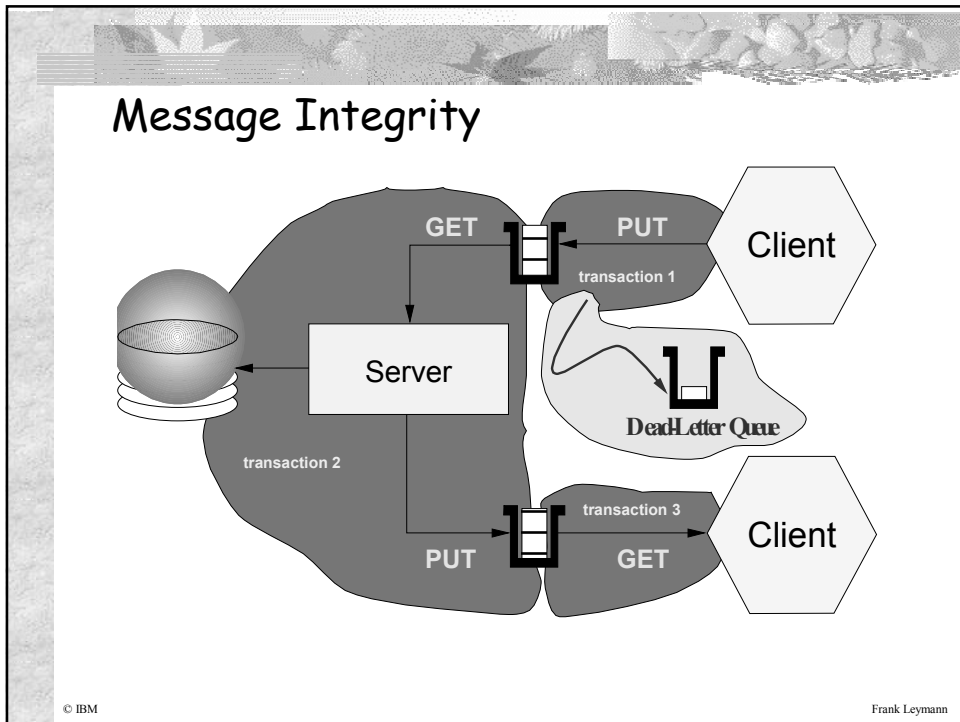 Message Integrity
GET
PUT
Client
transaction 1
Server
Dead-Letter Queue
transaction 2
transaction 3
Client
PUT
GET
© IBM
Frank Leymann